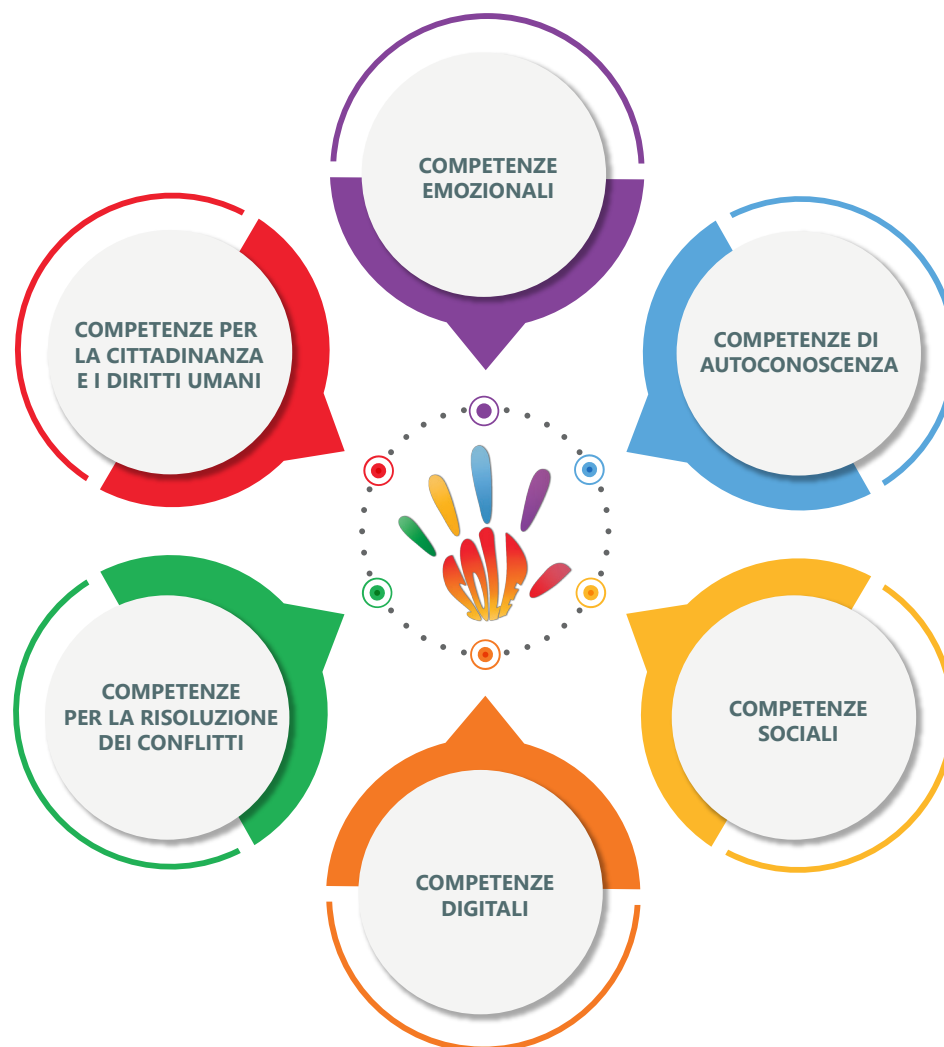 COMPETENZE
EMOZIONALI
COMPETENZE DI
AUTOCONOSCENZA
COMPETENZE
SOCIALI
COMPETENZE
DIGITALI
COMPETENZE
PER LA RISOLUZIONE
DEI CONFLITTI
COMPETENZE PER
LA CITTADINANZA
E I DIRITTI UMANI